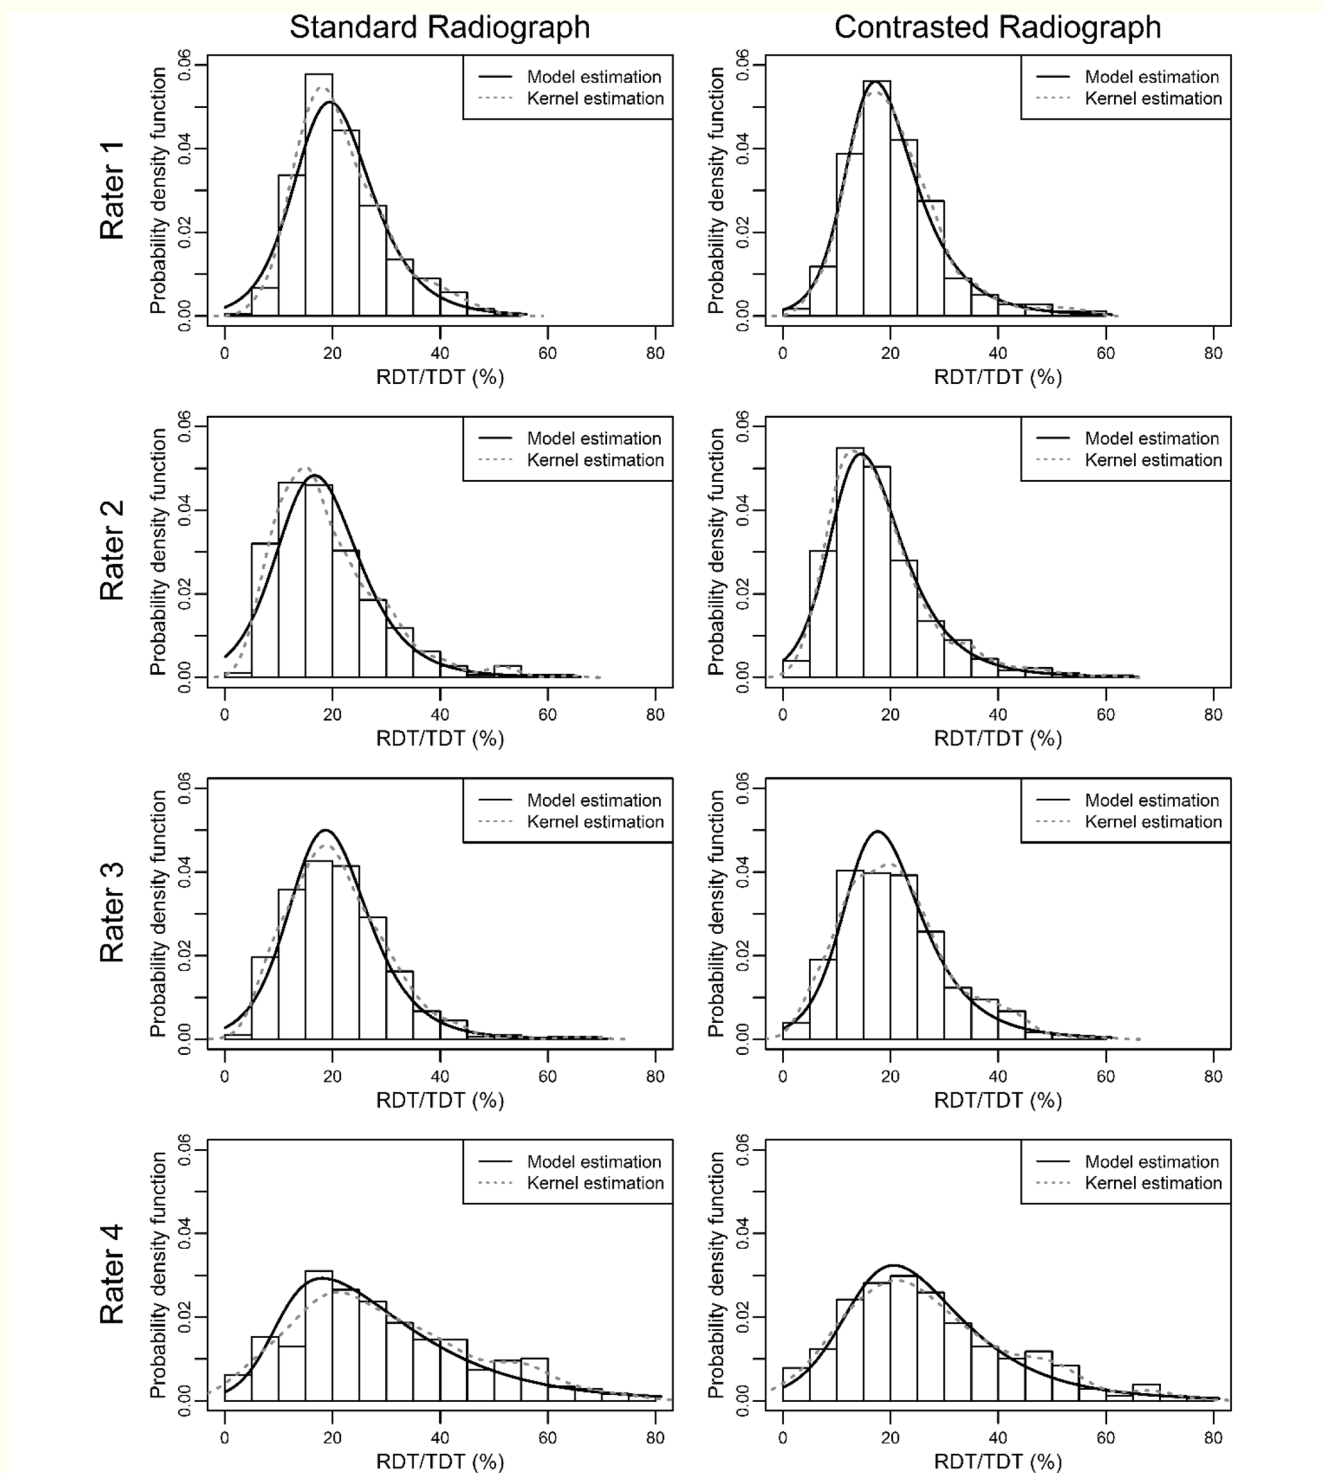 Standard Radiograph Contrasted Radiograph
Rater 1
Probability density function
0.00 0.02 0.04 0.06
Model estimation
Kernel estimation
0 20 40 60 80
RDT/TDT (%)
Probability density function
0.00 0.02 0.04 0.06
Model estimation
Kernel estimation
0 20 40 60 80
RDT/TDT (%)
Rater 2
Probability density function
0.00 0.02 0.04 0.06
Model estimation
Kernel estimation
0 20 40 60 80
RDT/TDT (%)
Probability density function
0.00 0.02 0.04 0.06
Model estimation
Kernel estimation
0 20 40 60 80
RDT/TDT (%)
Rater 3
Probability density function
0.00 0.02 0.04 0.06
Model estimation
Kernel estimation
0 20 40 60 80
RDT/TDT (%)
Probability density function
0.00 0.02 0.04 0.06
Model estimation
Kernel estimation
0 20 40 60 80
RDT/TDT (%)
Rater 4
Probability density function
0.00 0.02 0.04 0.06
Model estimation
Kernel estimation
0 20 40 60 80
RDT/TDT (%)
Probability density function
0.00 0.02 0.04 0.06
Model estimation
Kernel estimation
0 20 40 60 80
RDT/TDT (%)